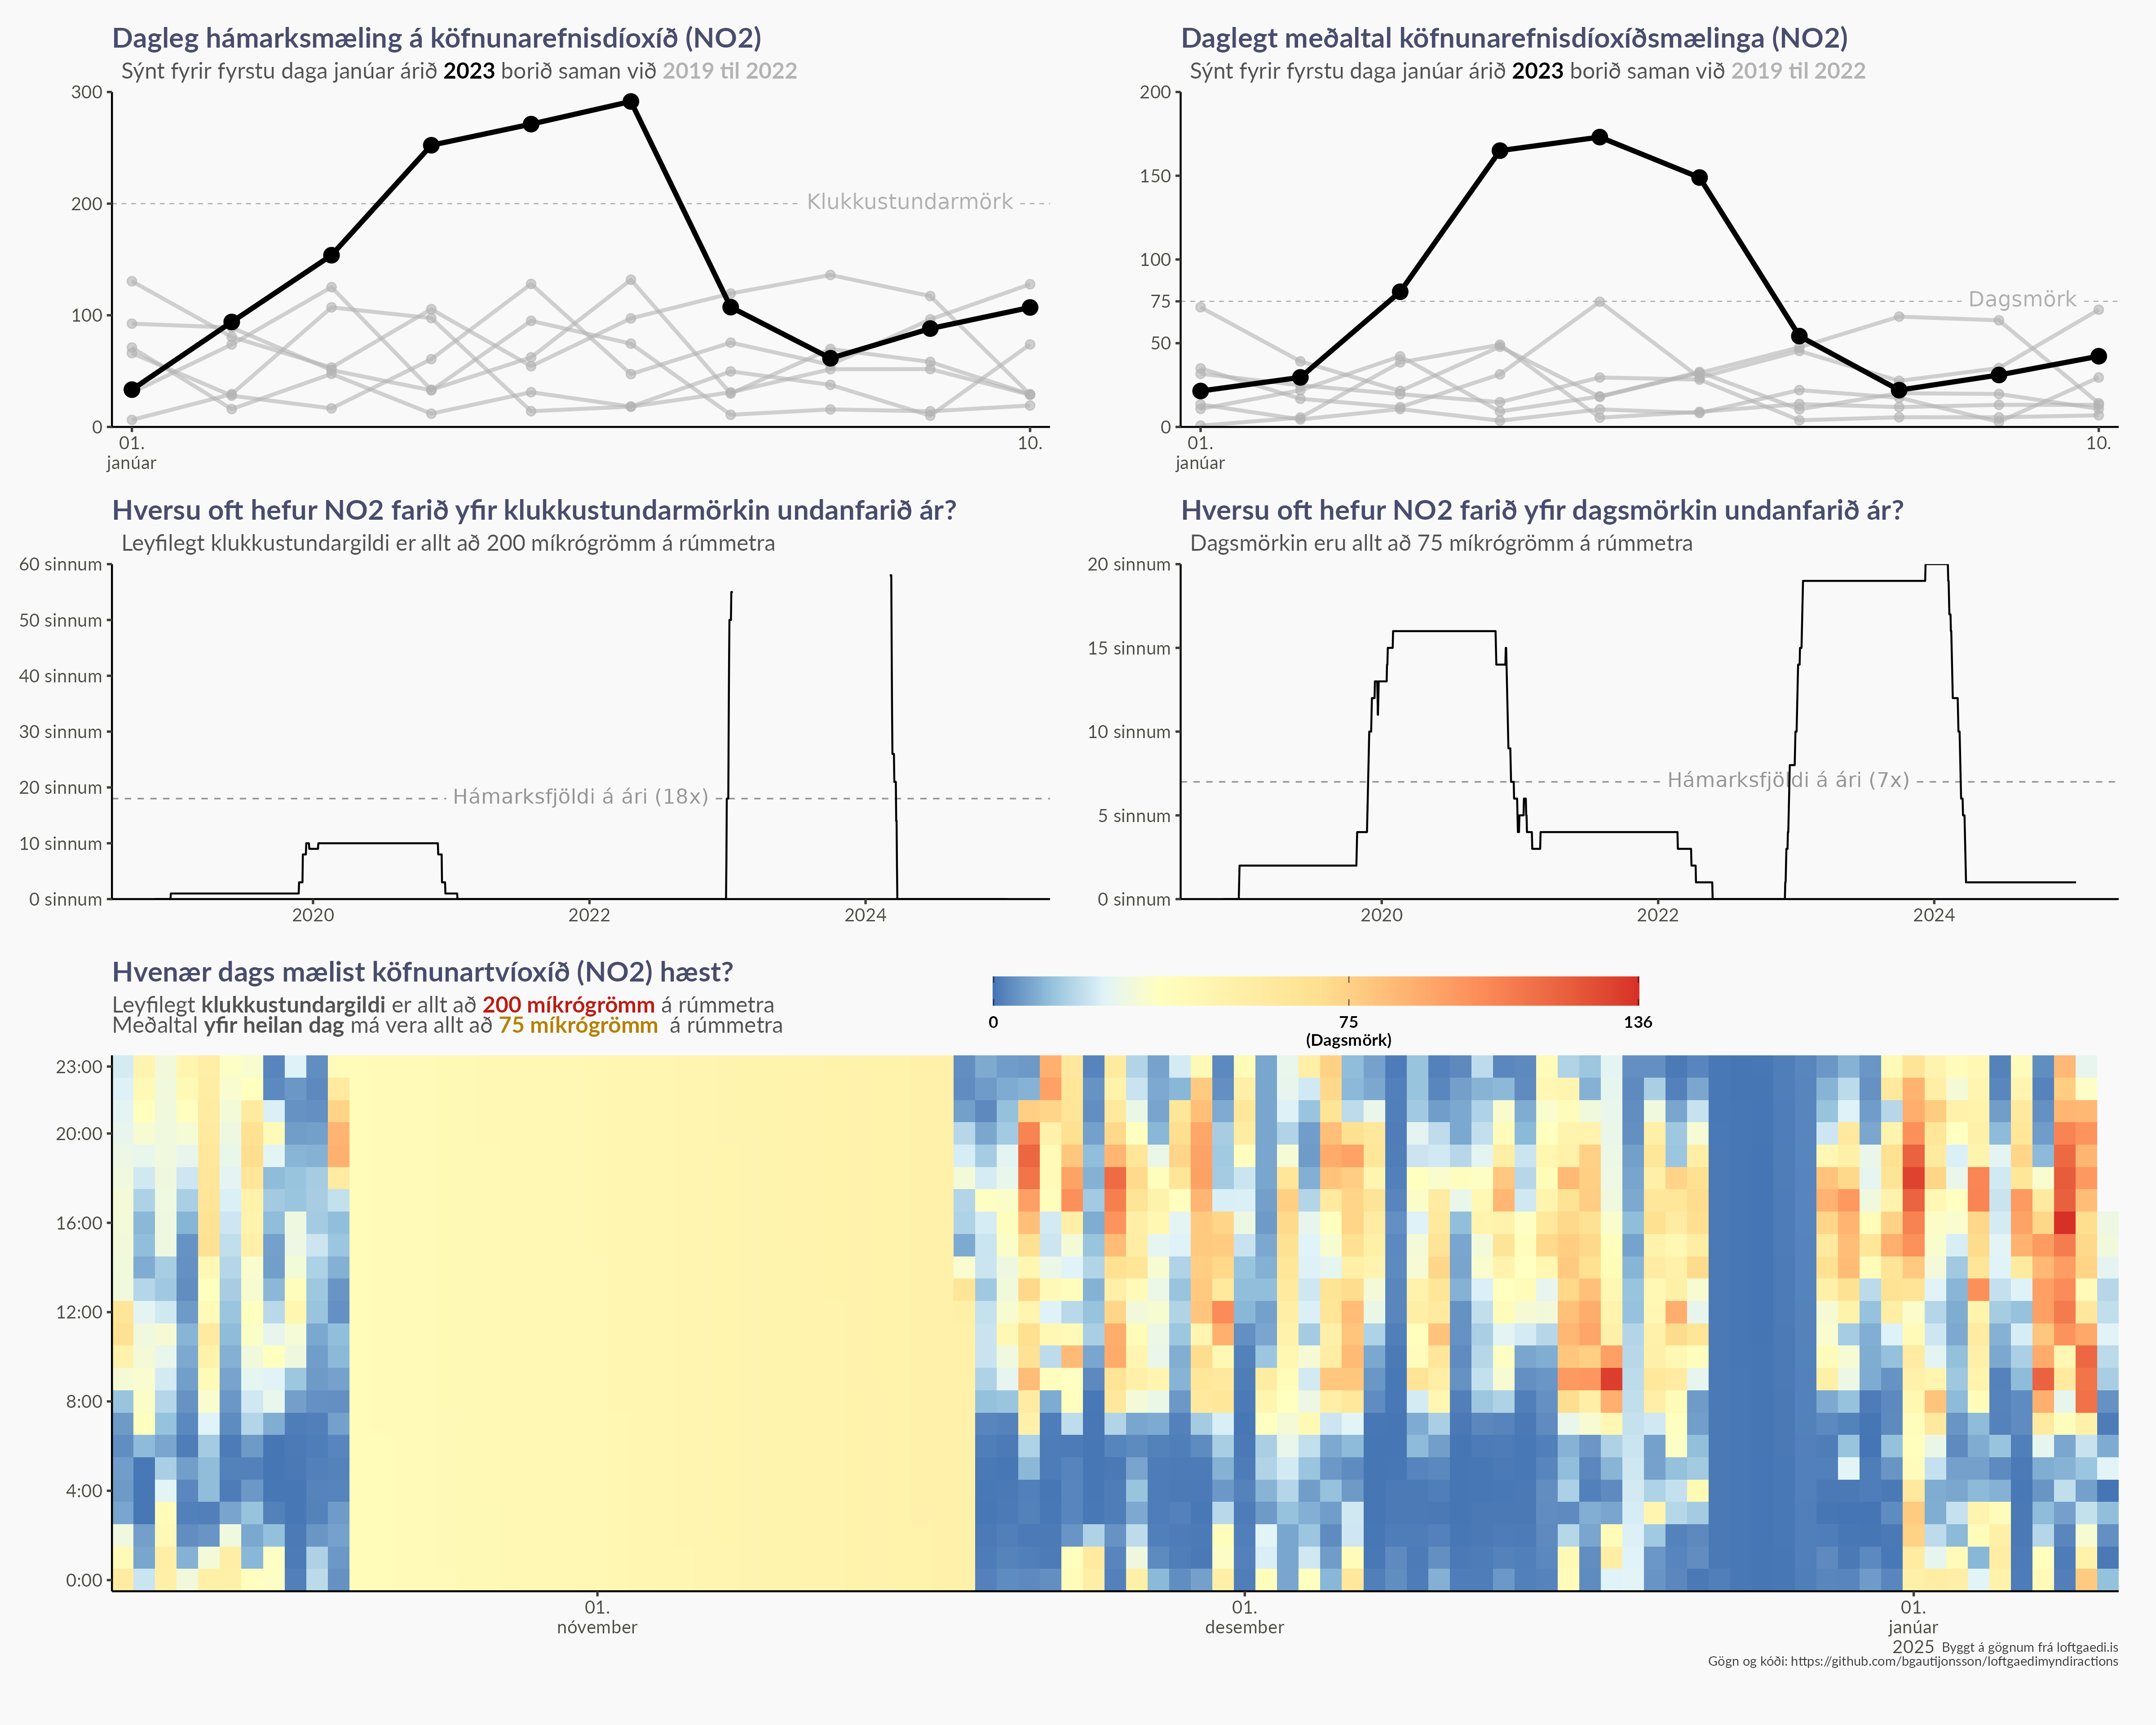 Dagleg hámarksmæling á köfnunarefnisdíoxíð (NO2)
Sýnt fyrir fyrstu daga janúar árið 2023 borið saman við 2019 til 2022
300
200
100
0
Klukkustundarmörk
01.
janúar
10.
Daglegt meðaltal köfnunarefnisdíoxíðsmælinga (NO2)
Sýnt fyrir fyrstu daga janúar árið 2023 borið saman við 2019 til 2022
200
150
100
75
50
0
Dagsmörk
01.
janúar
10.
Hversu oft hefur NO2 farið yfir klukkustundarmörkin undanfarið ár?
Leyfilegt klukkustundargildi er allt að 200 míkrógrömm á rúmmetra
60 sinnum
50 sinnum
40 sinnum
30 sinnum
20 sinnum
10 sinnum
0 sinnum
Hámarksfjöldi á ári (18x)
2020
2022
2024
Hversu oft hefur NO2 farið yfir dagsmörkin undanfarið ár?
Dagsmörkin eru allt að 75 míkrógrömm á rúmmetra
20 sinnum
15 sinnum
10 sinnum
5 sinnum
0 sinnum
Hámarksfjöldi á ári (7x)
2020
2022
2024
Hvenær dags mælist köfnunartvíoxíð (NO2) hæst?
Leyfilegt klukkustundargildi er allt að 200 míkrógrömm á rúmmetra
Meðaltal yfir heilan dag má vera allt að 75 míkrógrömm á rúmmetra
0
75
(Dagsmörk)
136
23:00
20:00
16:00
12:00
8:00
4:00
0:00
01.
nóvember
01.
desember
01.
janúar
2025
Byggt á gögnum frá loftgaedi.is
Gögn og kóði: https://github.com/bgautijonsson/loftgaedimyndiractions